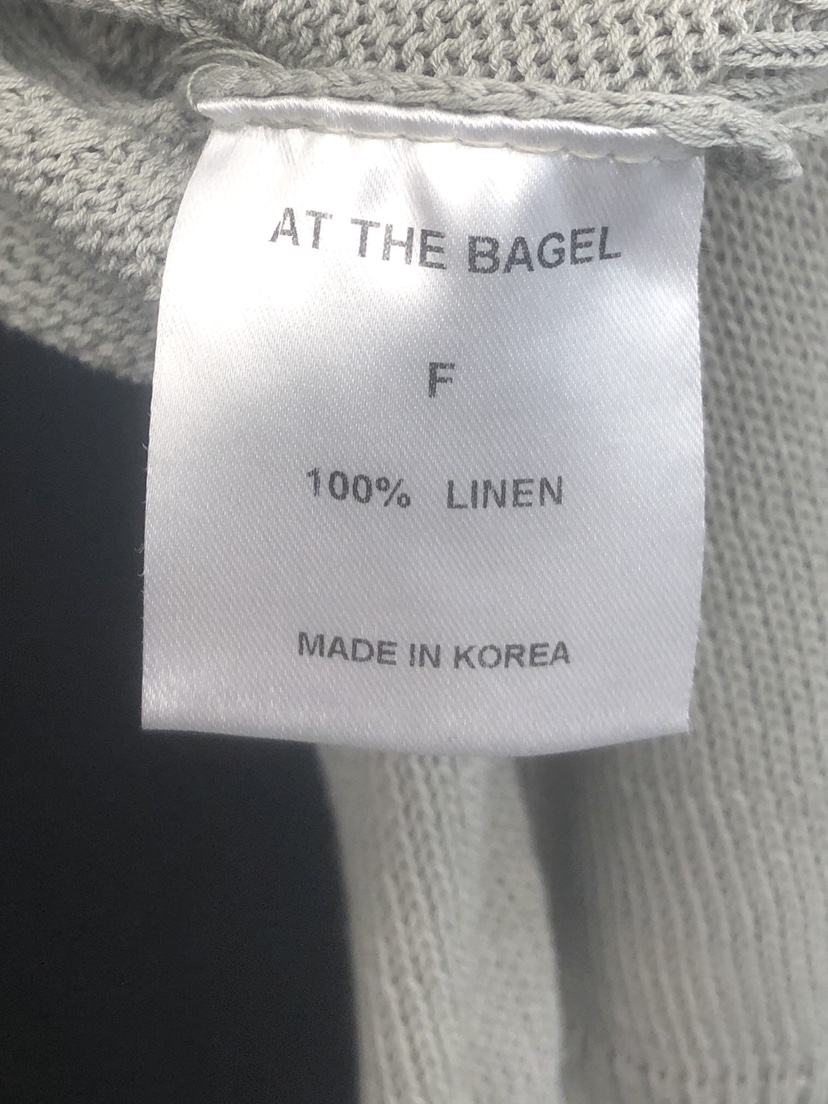 AT THE BAGEL
F
100% LINEN
MADE IN KOREA